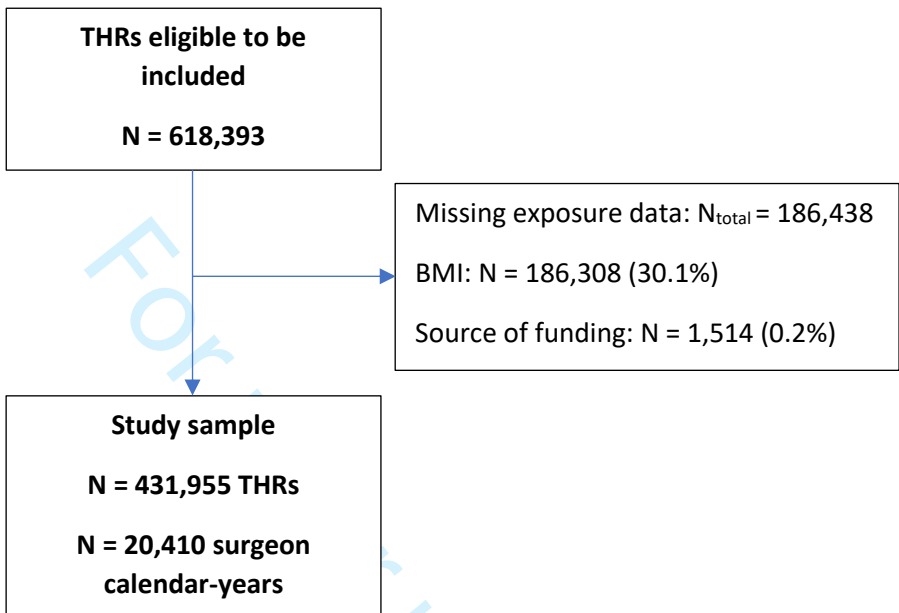 THRs eligible to be
included
N = 618,393
Missing exposure data: Ntotal = 186,438
BMI: N = 186,308 (30.1%)
Source of funding: N = 1,514 (0.2%)
For
Study sample
N = 431,955 THRs
N = 20,410 surgeon
calendar-years